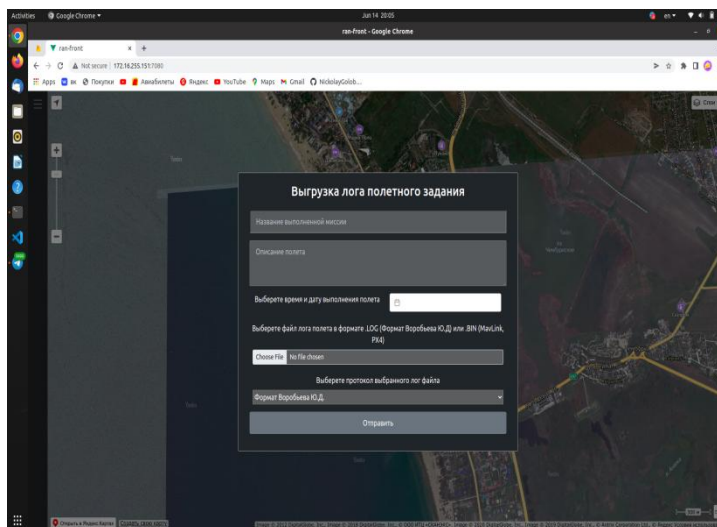 Activities
Google Chrome
Jun 14 20:05
en
ran-front - Google Chrome
ran-front
Not secure
172.16.255.151:7080
Apps
вк
Покупки
Авиабилеты
Яндекс
YouTube
Maps
Gmail
NickolayGolob...
Выгрузка лога полетного задания
Название выполненной миссии
Описание полета
Выберете время и дату выполнения полета
Выберете файл лога полета в формате .LOG (Формат Воробьева Ю.Д) или .BIN (MavLink,
PX4)
Choose File
No file chosen
Выберете протокол выбранного лог файла
Формат Воробьева Ю.Д.
Отправить
Открыть в Яндекс Картах
Создать свою карту